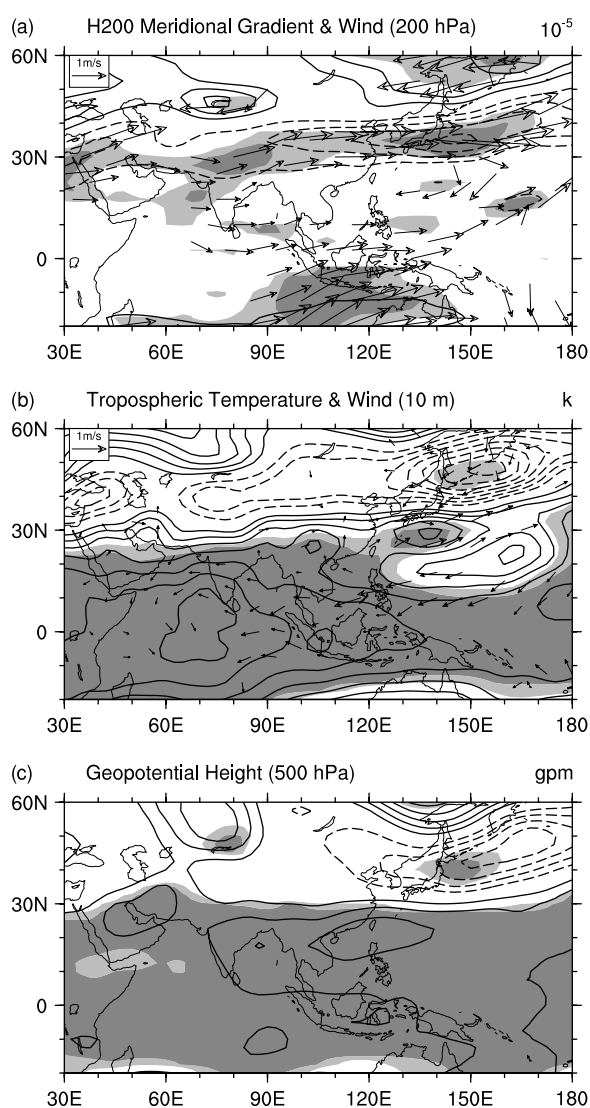 (a) H200 Meridional Gradient & Wind (200 hPa) 10-5
60N
1m/s
30N
0
30E 60E 90E 120E 150E 180
(b) Tropospheric Temperature & Wind (10 m) k
60N
1m/s
30N
0
30E 60E 90E 120E 150E 180
(c) Geopotential Height (500 hPa) gpm
60N
30N
0
30E 60E 90E 120E 150E 180